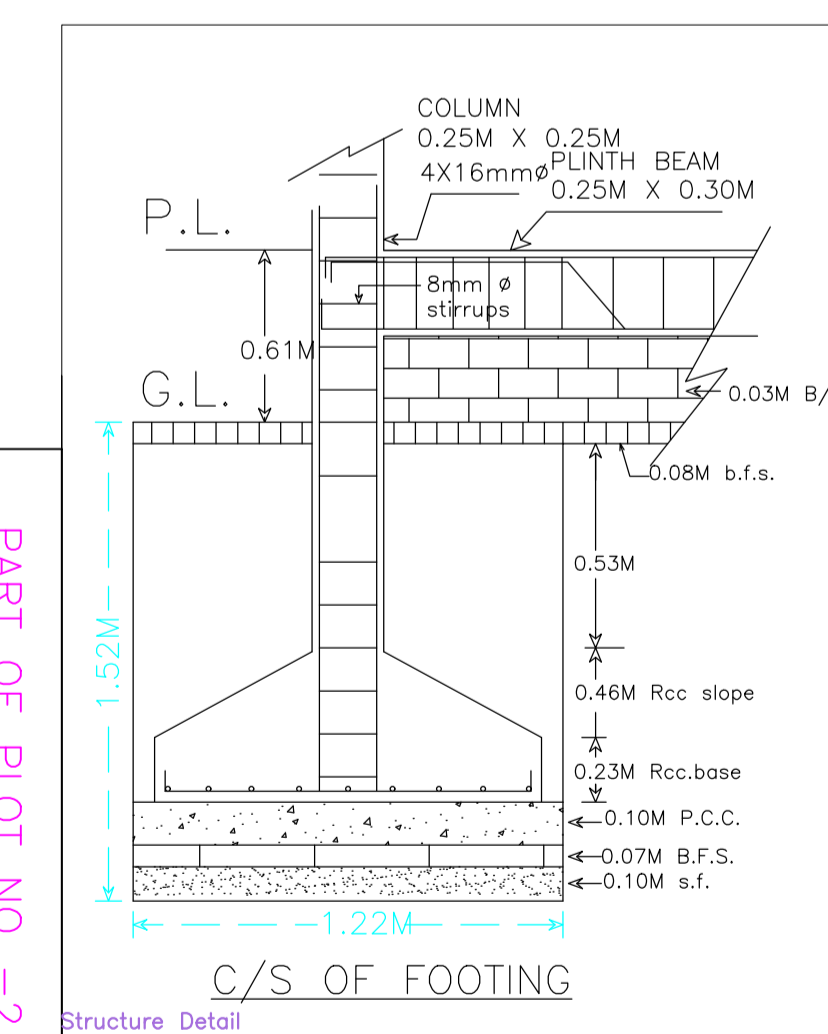 COLUMN
0.25M X 0.25M
4X16mmØ
PLINTH BEAM
0.25M X 0.30M
P.L.
8mm Ø
stirrups
0.61M
G.L.
0.03M B/
0.08M b.f.s.
0.53M
1.52M
0.46M Rcc slope
0.23M Rcc.base
0.10M P.C.C.
0.07M B.F.S.
0.10M s.f.
1.22M
C/S OF FOOTING
Structure Detail
PART OF PLOT NO -2